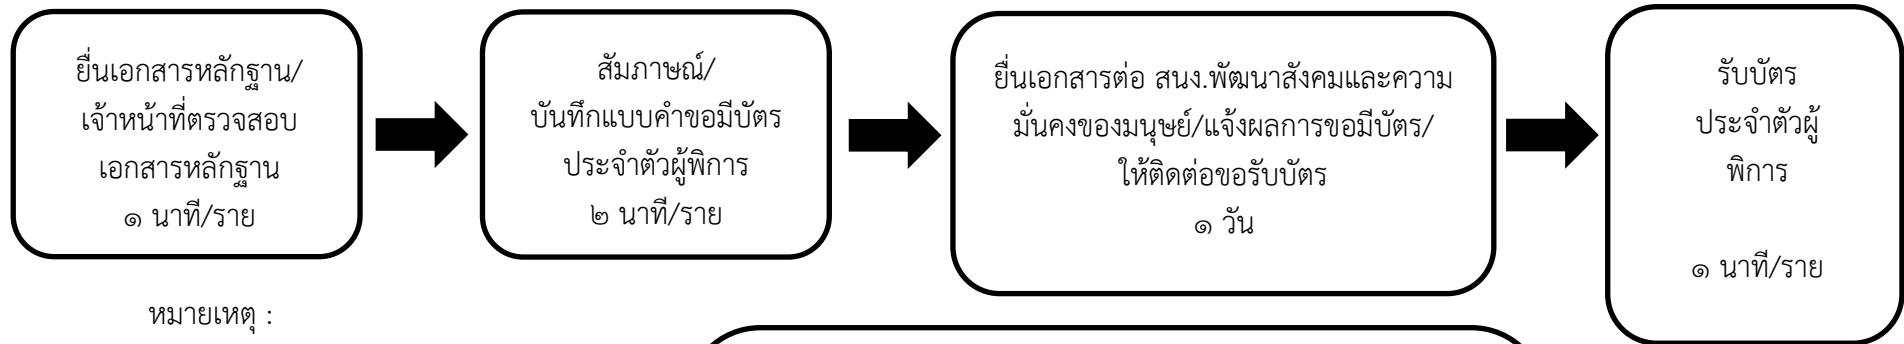 ยื่นเอกสารหลักฐาน/
เจ้าหน้าที่ตรวจสอบ
เอกสารหลักฐาน
๑ นาที/ราย
สัมภาษณ์/
บันทึกแบบคำขอมีบัตร
ประจำตัวผู้พิการ
๒ นาที/ราย
ยื่นเอกสารต่อ สนง.พัฒนาสังคมและความ
มั่นคงของมนุษย์/แจ้งผลการขอมีบัตร/
ให้ติดต่อขอรับบัตร
๑ วัน
รับบัตร
ประจำตัวผู้
พิการ
๑ นาที/ราย
หมายเหตุ :